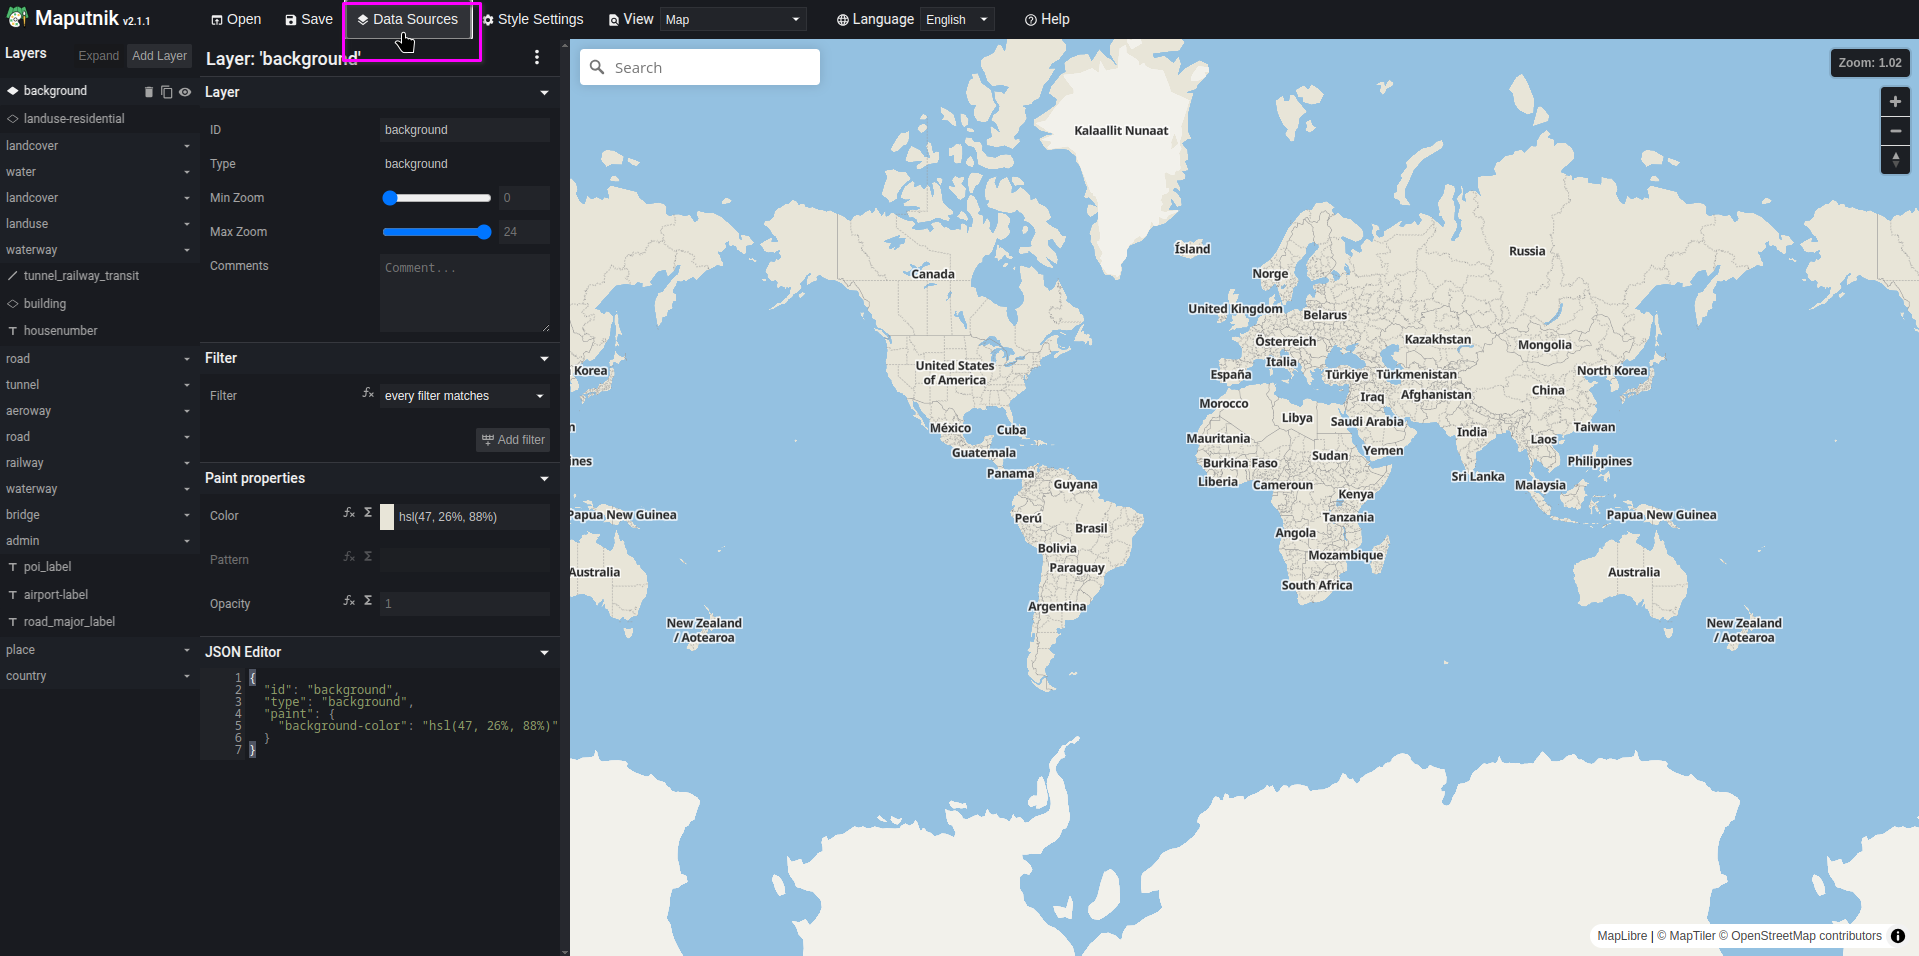 Maputnik v2.1.1
Open
Save
Data Sources
Style Settings
View
Map
Language
English
Help
Layers
Expand
Add Layer
background
landuse-residential
landcover
water
landcover
landuse
waterway
tunnel_railway_transit
building
housenumber
road
tunnel
aeroway
road
railway
waterway
bridge
admin
poi_label
airport-label
road_major_label
place
country
Layer: 'background'
Layer
ID
background
Type
background
Min Zoom
0
Max Zoom
24
Comments
Comment...
Filter
Filter
every filter matches
Add filter
Paint properties
Color
hsl(47, 26%, 88%)
Pattern
Opacity
1
JSON Editor
1 {
2 "id": "background",
3 "type": "background",
4 "paint": {
5 "background-color": "hsl(47, 26%, 88%)"
6 }
7 }
Search
Zoom: 1.02
Kalaallit Nunaat
Ísland
Russia
Canada
Norge
United Kingdom
Belarus
Österreich
Kazakhstan
Mongolia
Italia
United States
of America
Korea
España
Türkiye
Türkmenistan
North Korea
China
Iraq
Afghanistan
Morocco
Libya
Saudi Arabia
México
Cuba
Taiwan
India
Laos
Mauritania
Guatemala
Sudan
Yemen
ines
Burkina Faso
Philippines
Panama
Liberia
Cameroun
Sri Lanka
Malaysia
Guyana
Kenya
Papua New Guinea
Perú
Brasil
Tanzania
Papua New Guinea
Angola
Bolivia
Mozambique
Australia
Paraguay
South Africa
Australia
Argentina
New Zealand
/ Aotearoa
New Zealand
/ Aotearoa
MapLibre | © MapTiler © OpenStreetMap contributors